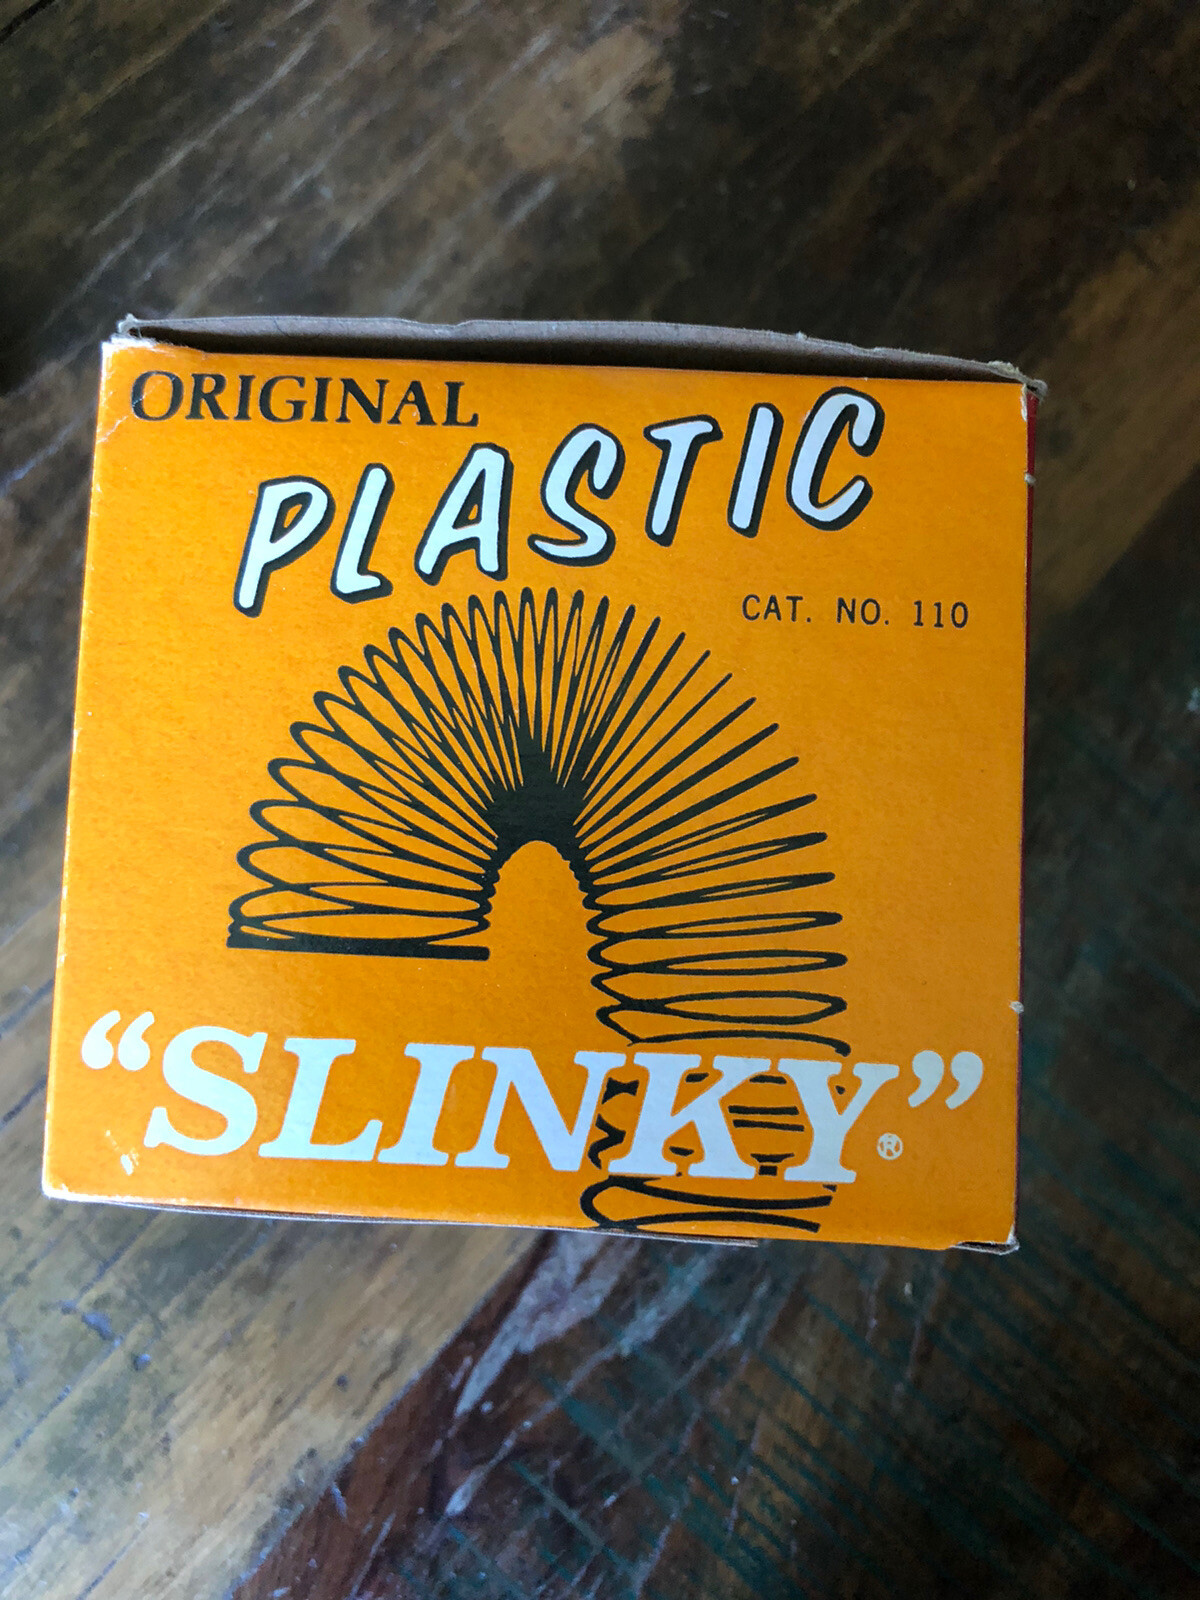 ORIGINAL
PLASTIC
CAT. NO. 110
“SLINKY”®